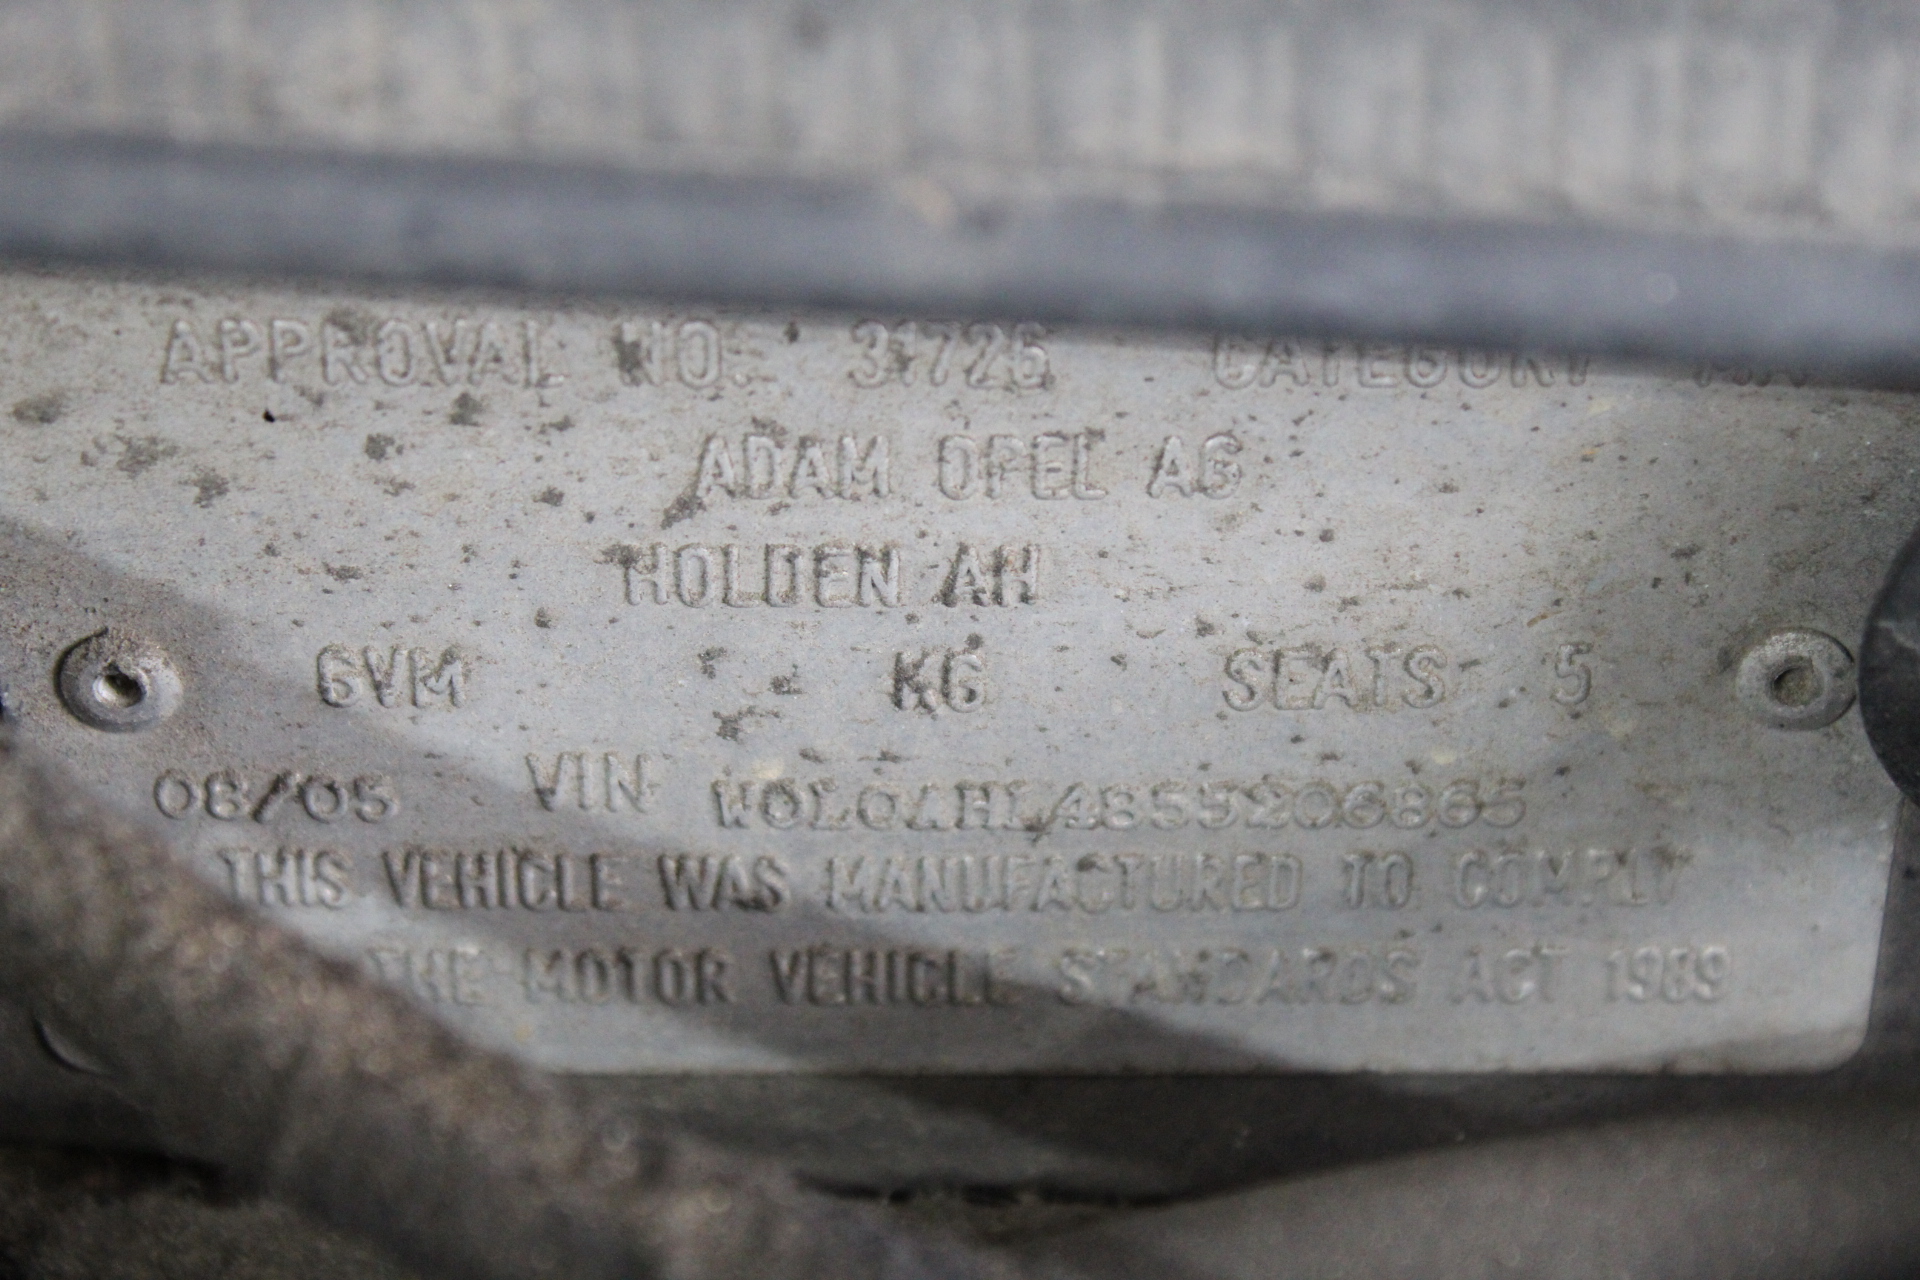 APPROVAL NO. 31726 CATEGORY
ADAM OPEL AG
HOLDEN AH
GVM KG SEATS 5
08/05 VIN W0L0AHL4855206865
THIS VEHICLE WAS MANUFACTURED TO COMPLY
THE MOTOR VEHICLE STANDARDS ACT 1989